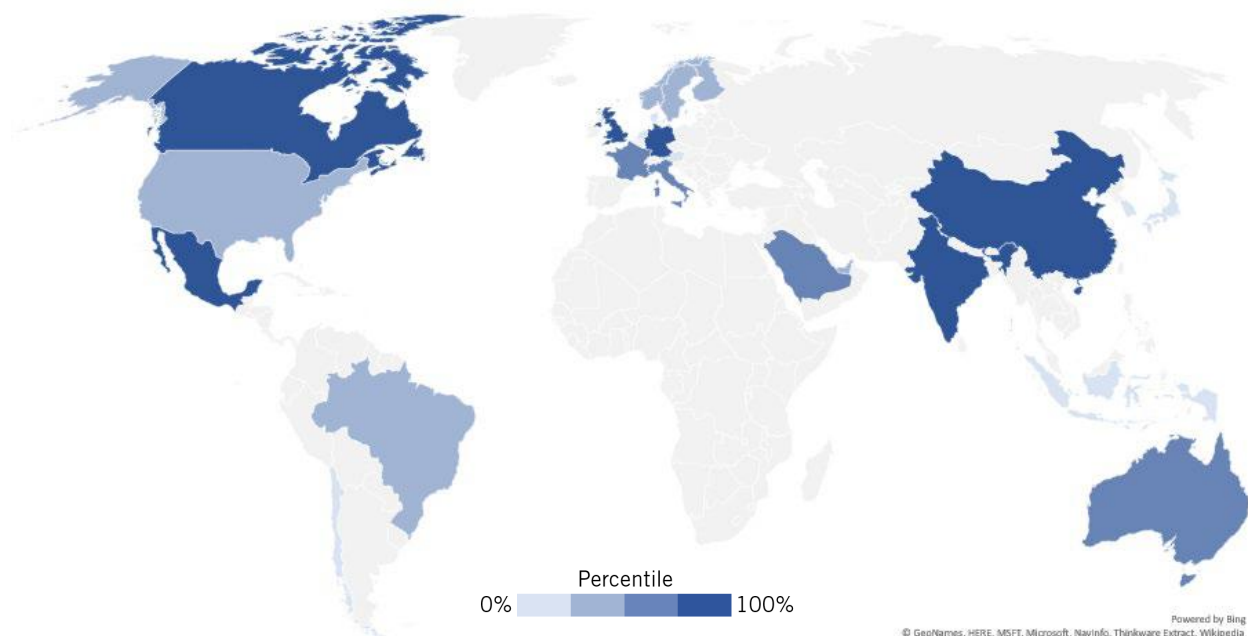 Percentile
0% 100%
Powered by Bing
© GeoNames, HERE, MSFT, Microsoft, NavInfo, Thinkware Extract, Wikipedia